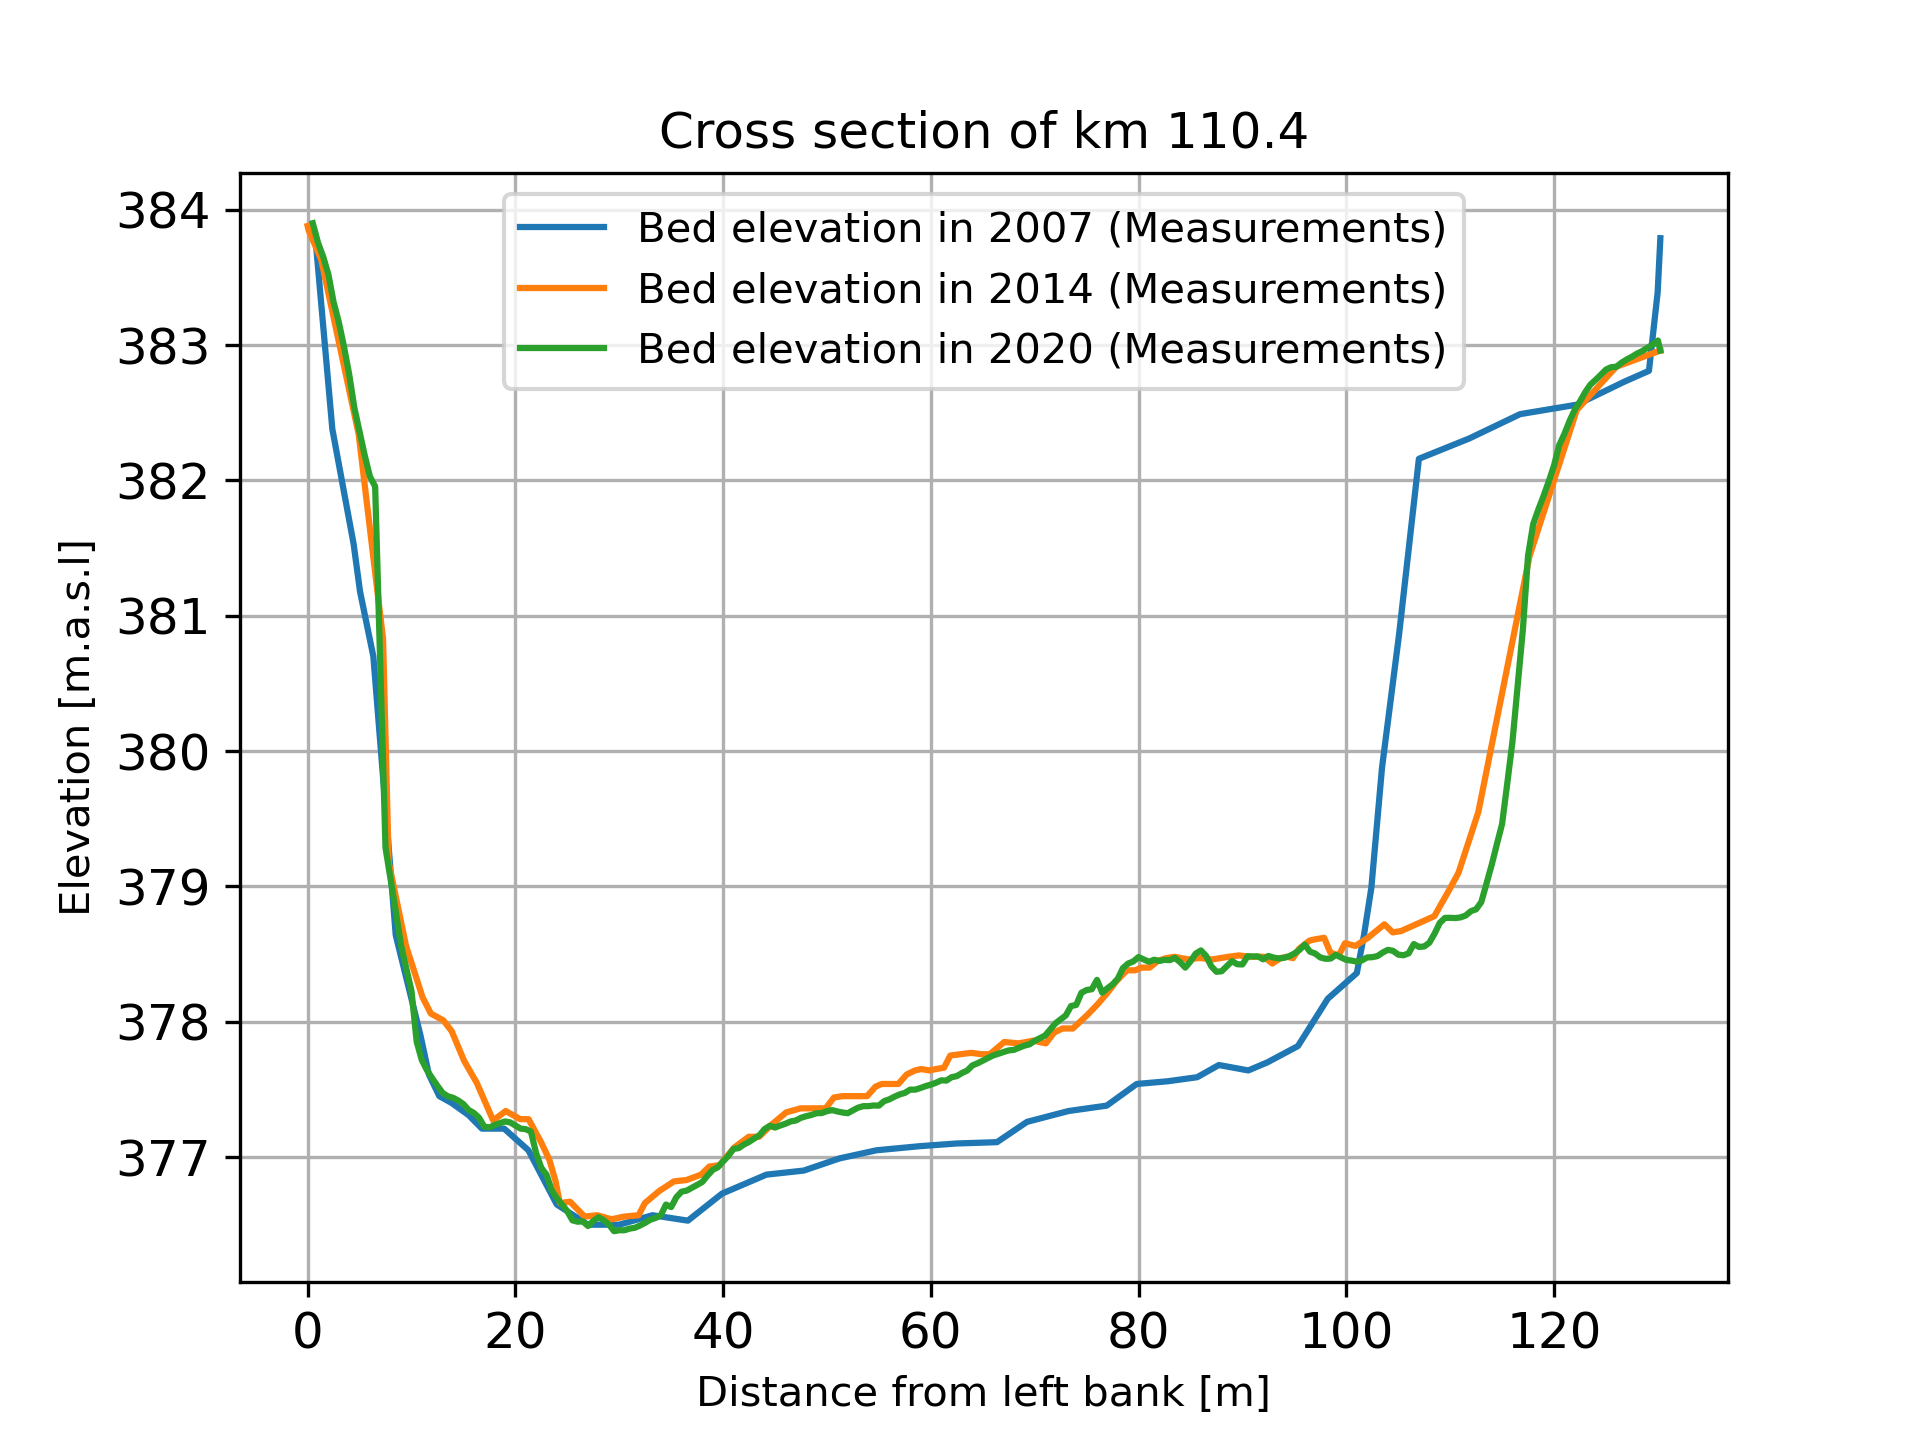 Cross section of km 110.4
Bed elevation in 2007 (Measurements)
Bed elevation in 2014 (Measurements)
Bed elevation in 2020 (Measurements)
Elevation [m.a.s.l]
384
383
382
381
380
379
378
377
0 20 40 60 80 100 120
Distance from left bank [m]